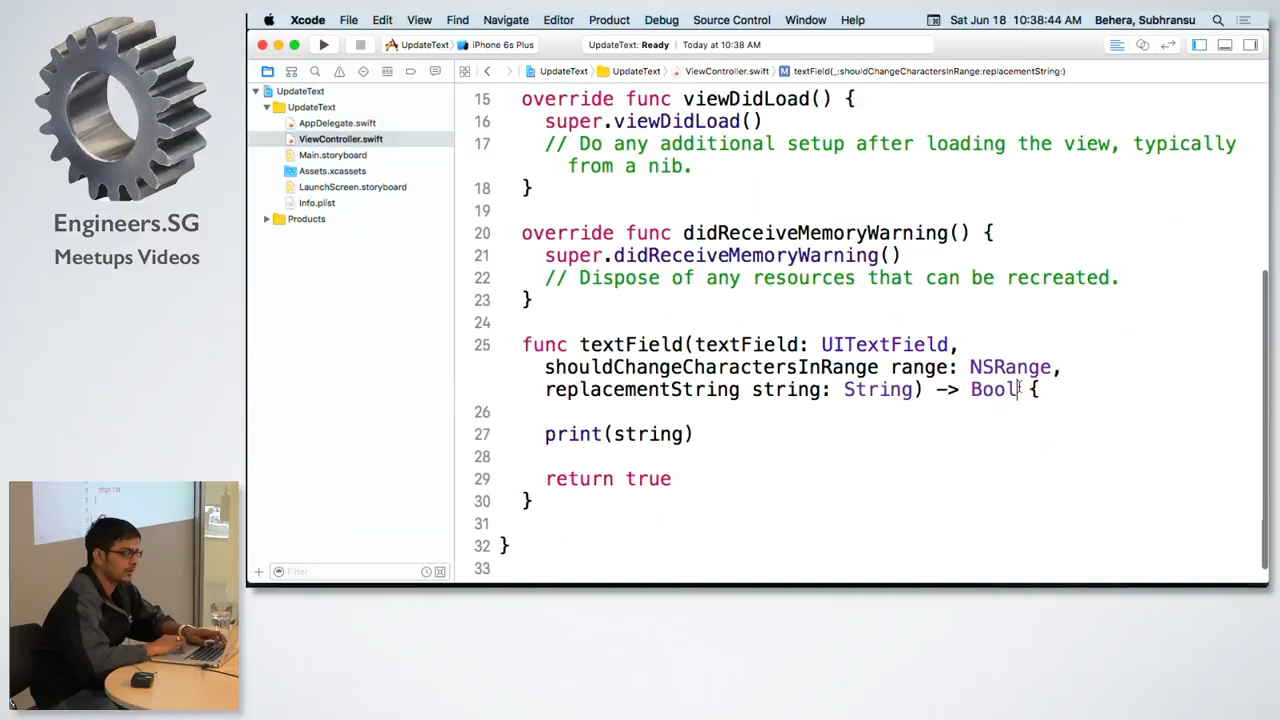 Xcode File Edit View Find Navigate Editor Product Debug Source Control Window Help Sat Jun 18 10:38:44 AM Behera, Subhransu
UpdateText iPhone 6s Plus UpdateText: Ready Today at 10:38 AM
UpdateText UpdateText ViewController.swift M textField(_:shouldChangeCharactersInRange:replacementString:)
UpdateText
UpdateText
AppDelegate.swift
ViewController.swift
Main.storyboard
Assets.xcassets
LaunchScreen.storyboard
Info.plist
Products
Filter
15 override func viewDidLoad() {
16 super.viewDidLoad()
17 // Do any additional setup after loading the view, typically
from a nib.
18 }
19
20 override func didReceiveMemoryWarning() {
21 super.didReceiveMemoryWarning()
22 // Dispose of any resources that can be recreated.
23 }
24
25 func textField(textField: UITextField,
shouldChangeCharactersInRange range: NSRange,
replacementString string: String) -> Bool {
26
27 print(string)
28
29 return true
30 }
31
32 }
33
Engineers.SG
Meetups Videos